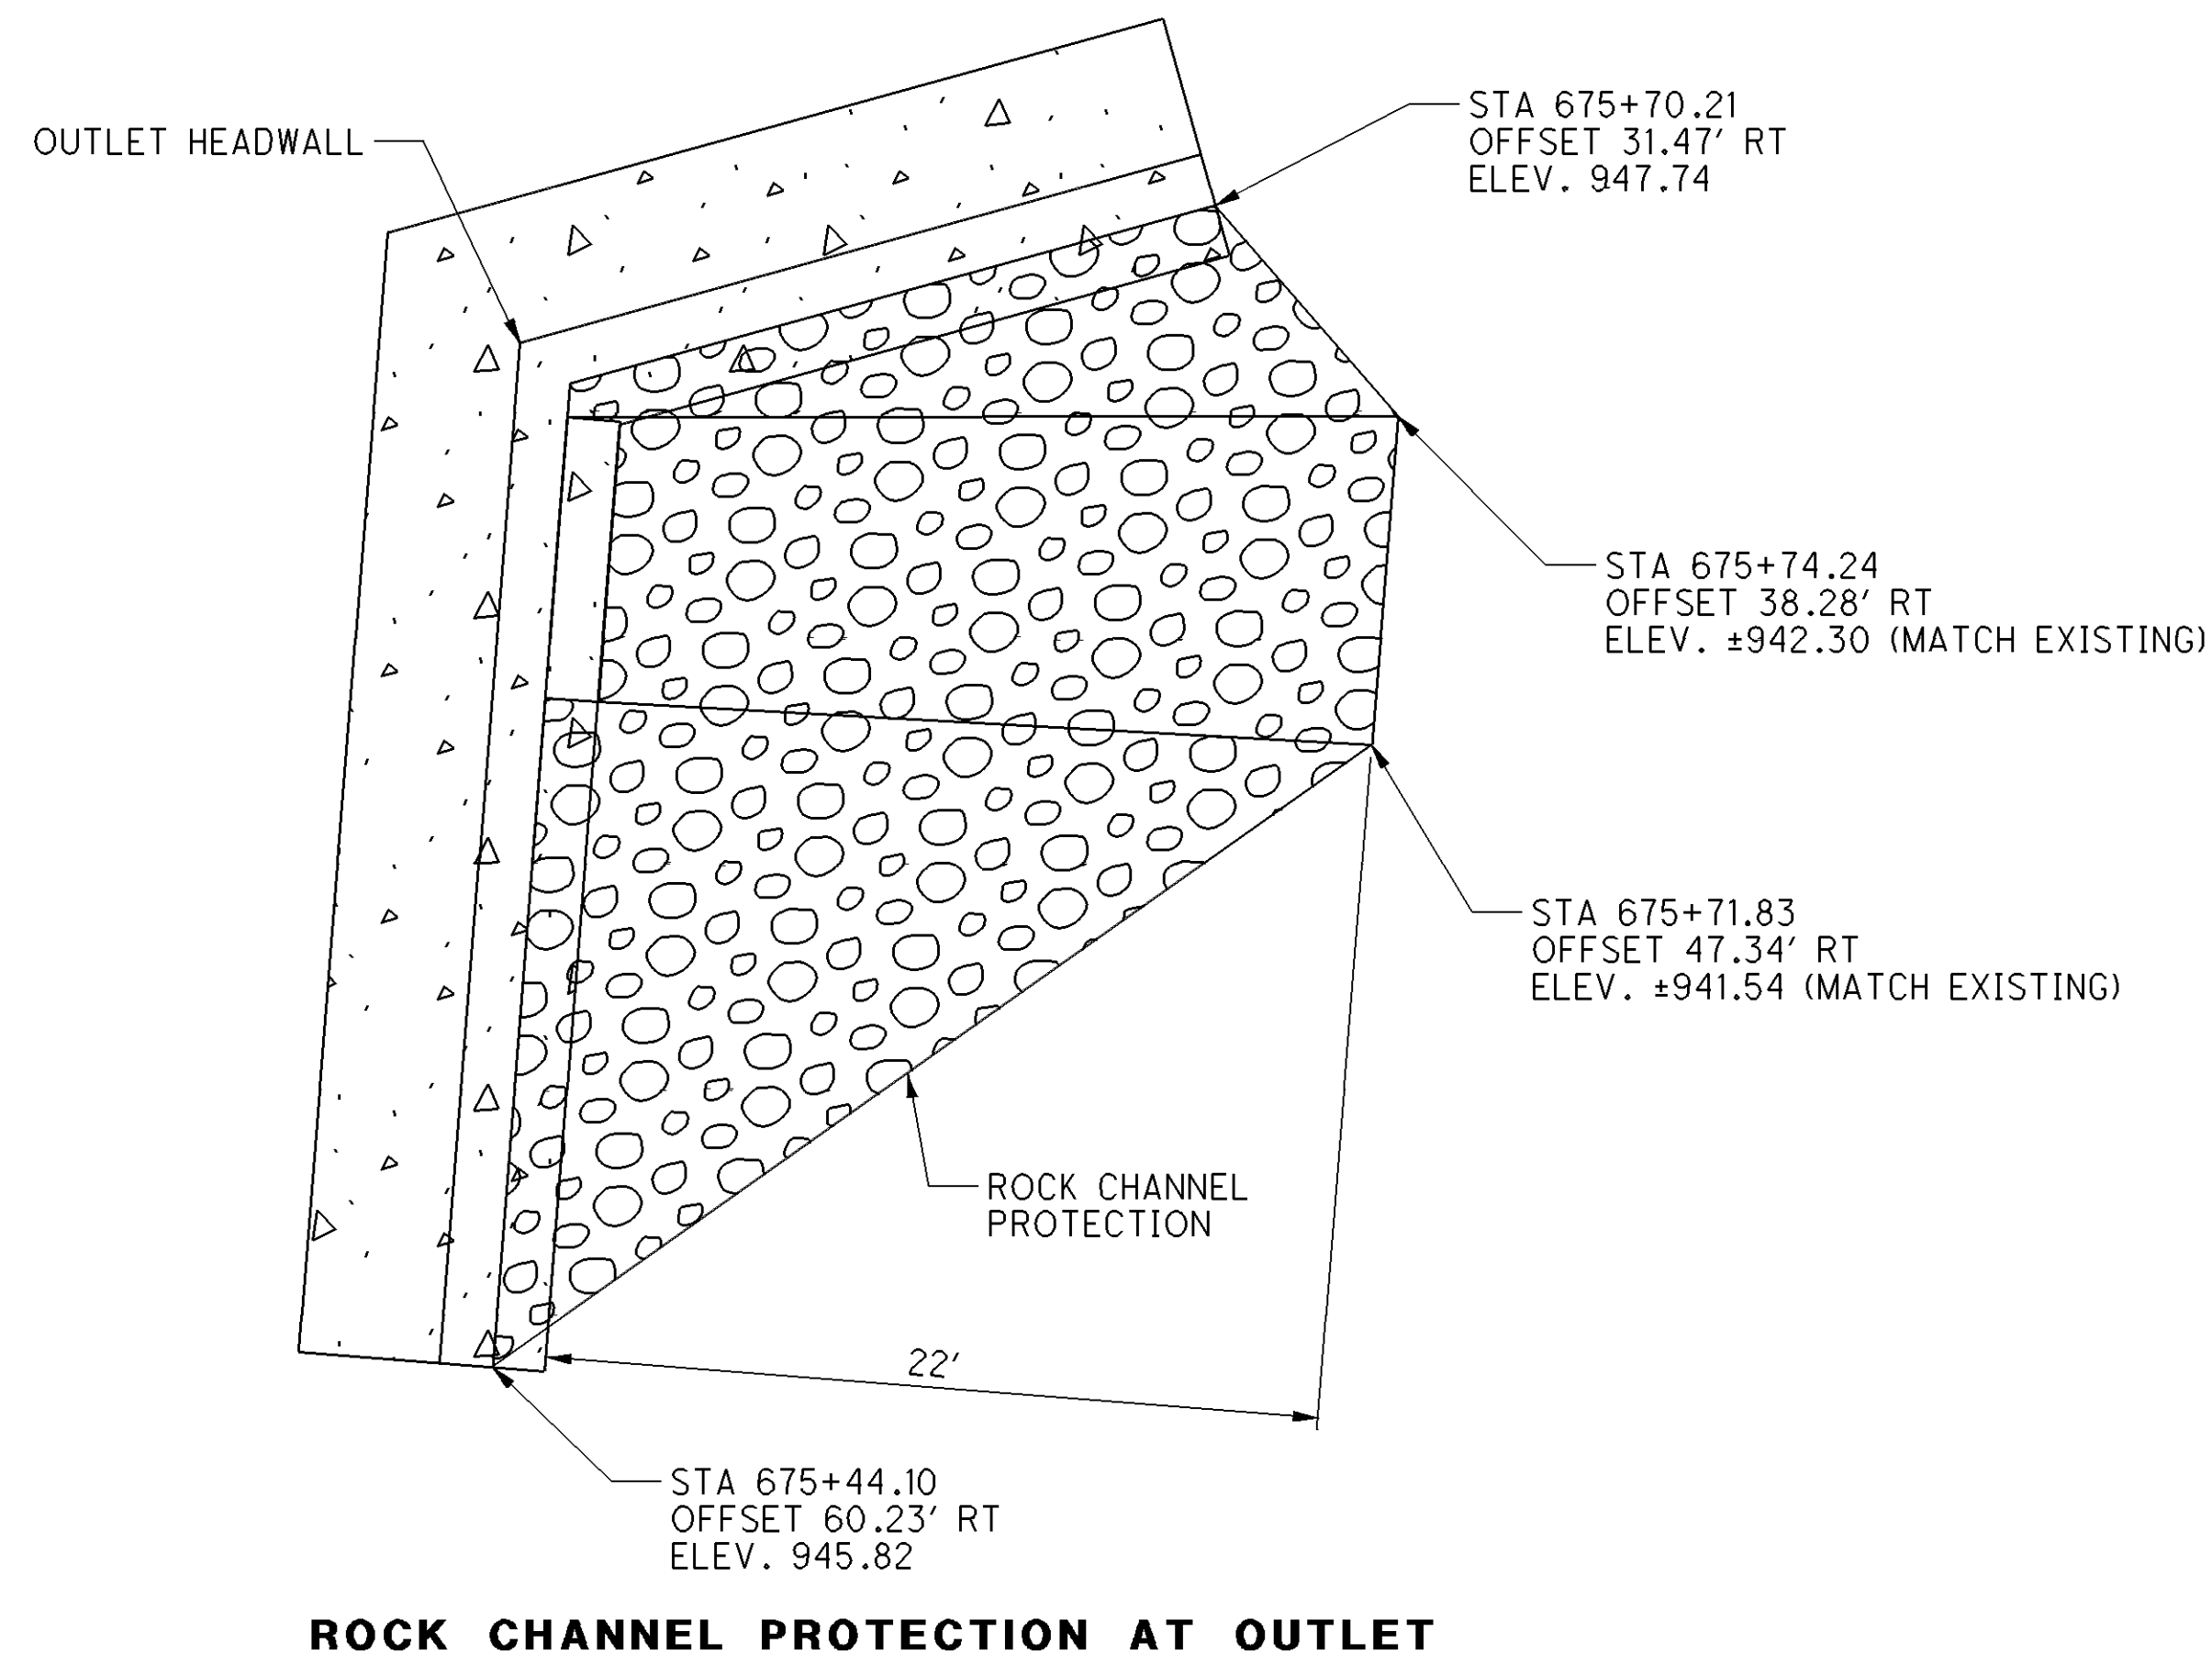 OUTLET HEADWALL
STA 675+70.21
OFFSET 31.47' RT
ELEV. 947.74
STA 675+74.24
OFFSET 38.28' RT
ELEV. ±942.30 (MATCH EXISTING)
STA 675+71.83
OFFSET 47.34' RT
ELEV. ±941.54 (MATCH EXISTING)
ROCK CHANNEL
PROTECTION
22'
STA 675+44.10
OFFSET 60.23' RT
ELEV. 945.82
ROCK CHANNEL PROTECTION AT OUTLET